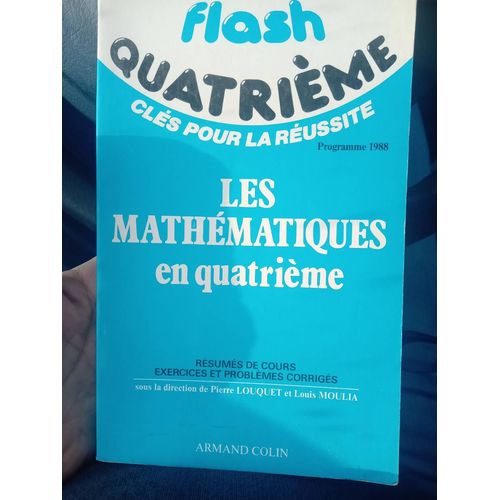 flash
QUATRIÈME
CLÉS POUR LA RÉUSSITE
Programme 1988
LES
MATHÉMATIQUES
en quatrième
RÉSUMÉS DE COURS
EXERCICES ET PROBLÈMES CORRIGÉS
sous la direction de Pierre LOUQUET et Louis MOULIA
ARMAND COLIN